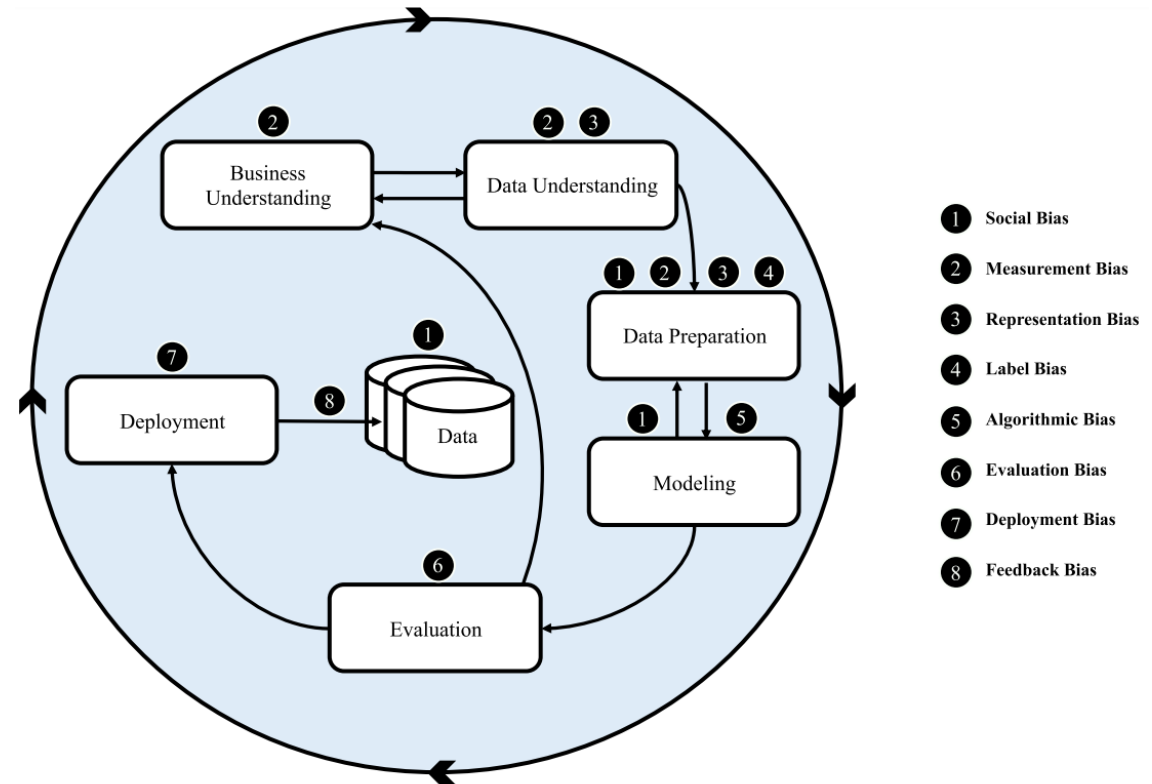 2
2 3
Business
Understanding
Data Understanding
1 2 3 4
Data Preparation
1
7
8
Deployment
Data
1 5
Modeling
6
Evaluation
1 Social Bias
2 Measurement Bias
3 Representation Bias
4 Label Bias
5 Algorithmic Bias
6 Evaluation Bias
7 Deployment Bias
8 Feedback Bias